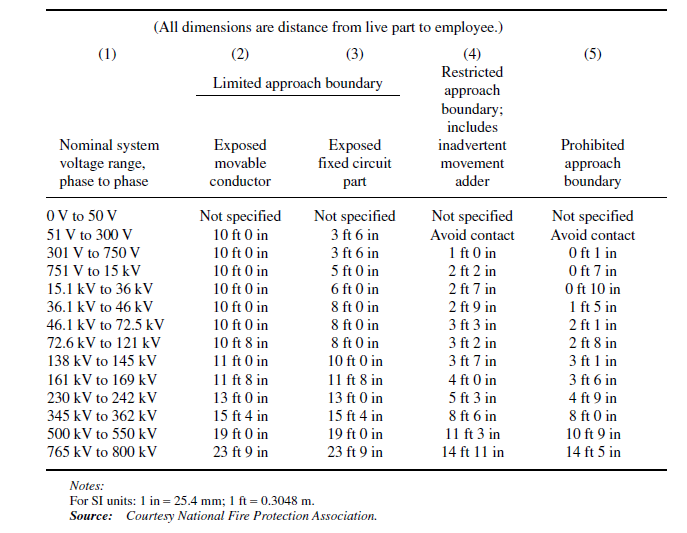 (All dimensions are distance from live part to employee.)
(1) (2) (3) (4) (5)
Limited approach boundary
Restricted
approach
boundary;
includes
Nominal system Exposed Exposed inadvertent Prohibited
voltage range, movable fixed circuit movement approach
phase to phase conductor part adder boundary
0 V to 50 V Not specified Not specified Not specified Not specified
51 V to 300 V 10 ft 0 in 3 ft 6 in Avoid contact Avoid contact
301 V to 750 V 10 ft 0 in 3 ft 6 in 1 ft 0 in 0 ft 1 in
751 V to 15 kV 10 ft 0 in 5 ft 0 in 2 ft 2 in 0 ft 7 in
15.1 kV to 36 kV 10 ft 0 in 6 ft 0 in 2 ft 7 in 0 ft 10 in
36.1 kV to 46 kV 10 ft 0 in 8 ft 0 in 2 ft 9 in 1 ft 5 in
46.1 kV to 72.5 kV 10 ft 0 in 8 ft 0 in 3 ft 3 in 2 ft 1 in
72.6 kV to 121 kV 10 ft 8 in 8 ft 0 in 3 ft 2 in 2 ft 8 in
138 kV to 145 kV 11 ft 0 in 10 ft 0 in 3 ft 7 in 3 ft 1 in
161 kV to 169 kV 11 ft 8 in 11 ft 8 in 4 ft 0 in 3 ft 6 in
230 kV to 242 kV 13 ft 0 in 13 ft 0 in 5 ft 3 in 4 ft 9 in
345 kV to 362 kV 15 ft 4 in 15 ft 4 in 8 ft 6 in 8 ft 0 in
500 kV to 550 kV 19 ft 0 in 19 ft 0 in 11 ft 3 in 10 ft 9 in
765 kV to 800 kV 23 ft 9 in 23 ft 9 in 14 ft 11 in 14 ft 5 in
Notes:
For SI units: 1 in = 25.4 mm; 1 ft = 0.3048 m.
Source: Courtesy National Fire Protection Association.